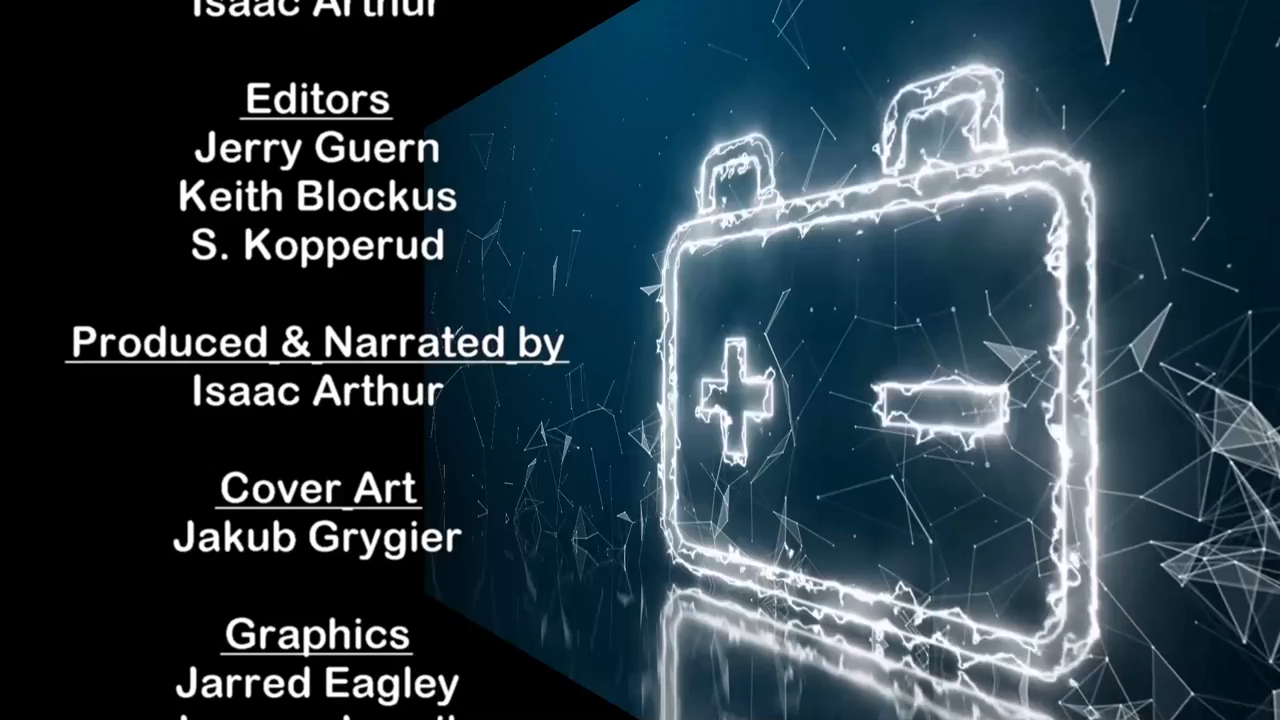 Isaac Arthur
Editors
Jerry Guern
Keith Blockus
S. Kopperud
Produced & Narrated by
Isaac Arthur
Cover Art
Jakub Grygier
Graphics
Jarred Eagley